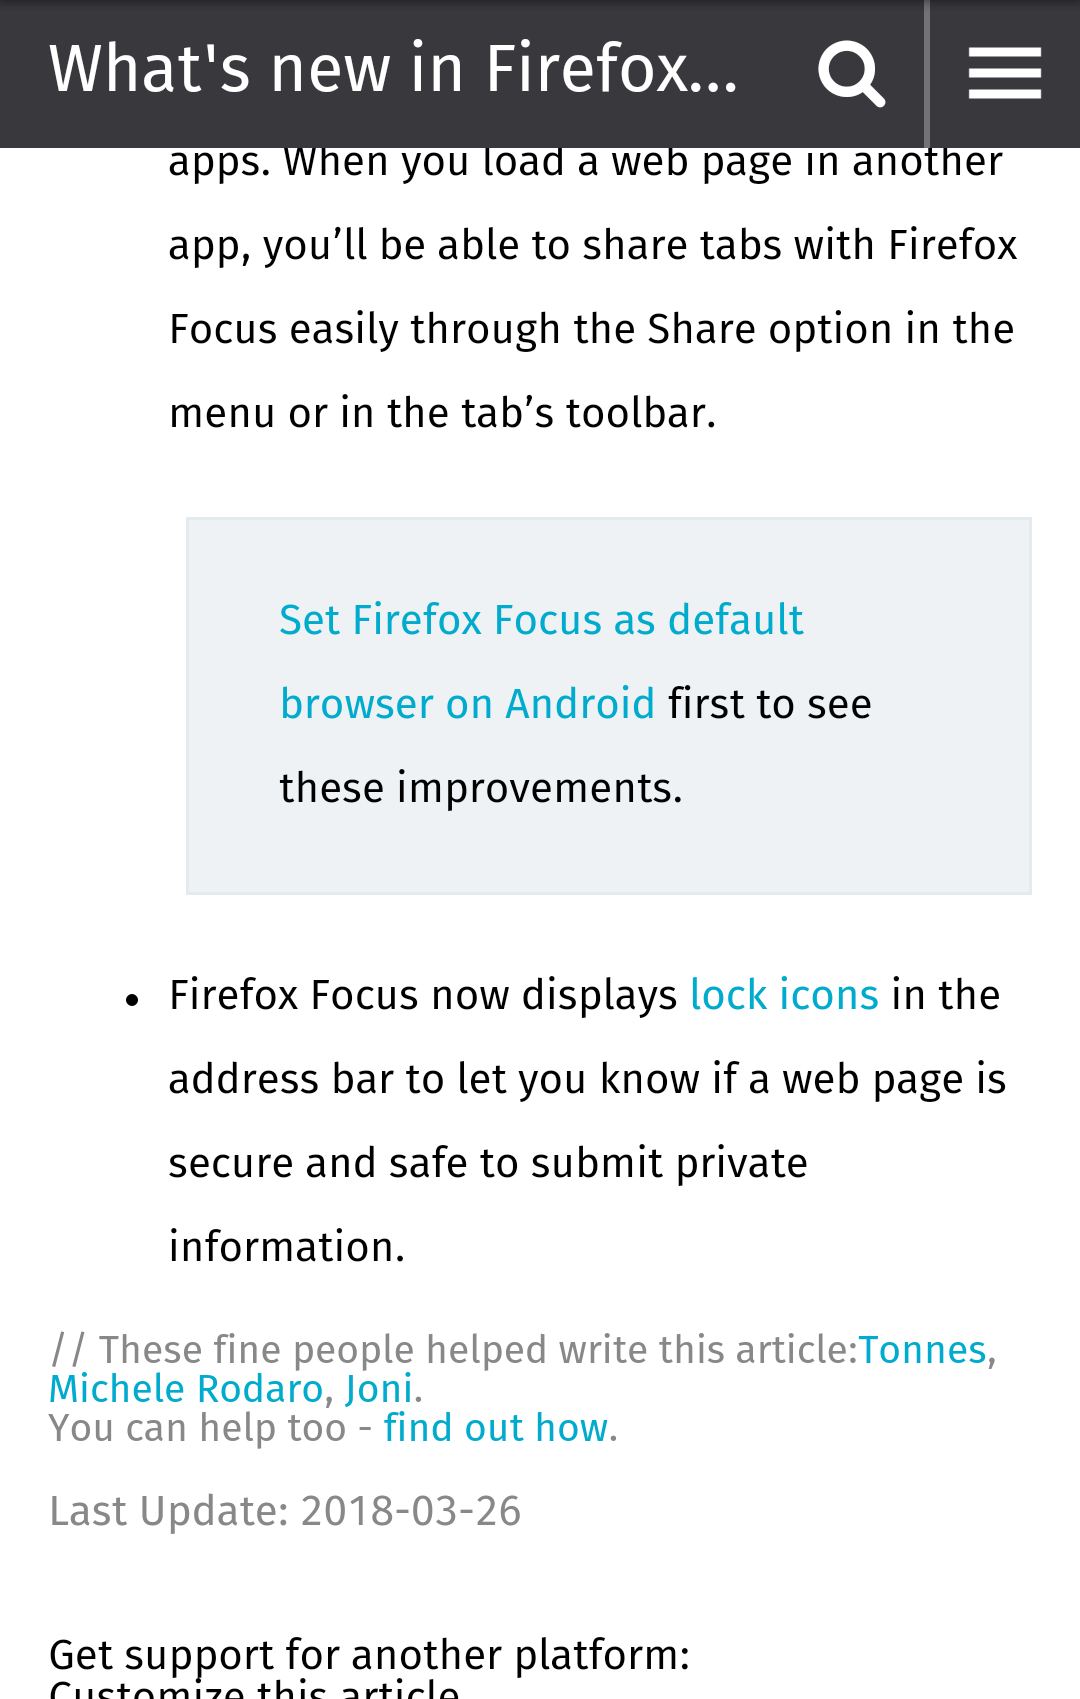 What's new in Firefox...
apps. When you load a web page in another
app, you’ll be able to share tabs with Firefox
Focus easily through the Share option in the
menu or in the tab’s toolbar.
Set Firefox Focus as default
browser on Android first to see
these improvements.
• Firefox Focus now displays lock icons in the
address bar to let you know if a web page is
secure and safe to submit private
information.
// These fine people helped write this article:Tonnes,
Michele Rodaro, Joni.
You can help too - find out how.
Last Update: 2018-03-26
Get support for another platform:
Customize this article